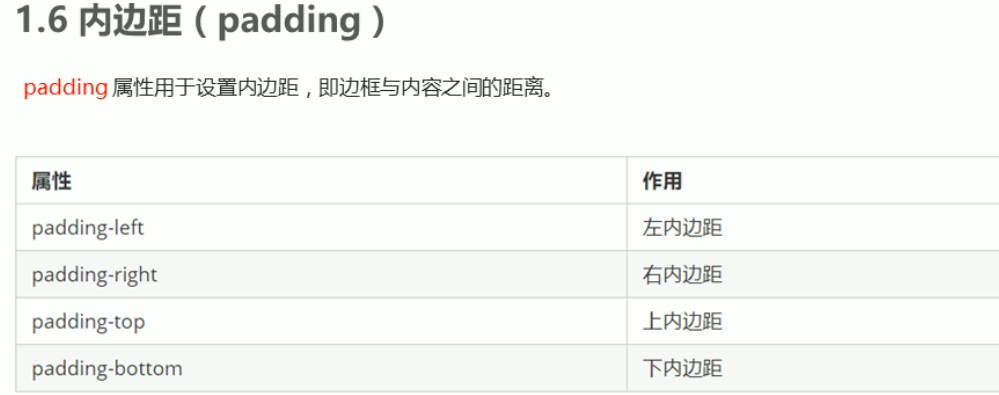 1.6 内边距（padding）
padding 属性用于设置内边距，即边框与内容之间的距离。
属性 作用
padding-left 左内边距
padding-right 右内边距
padding-top 上内边距
padding-bottom 下内边距